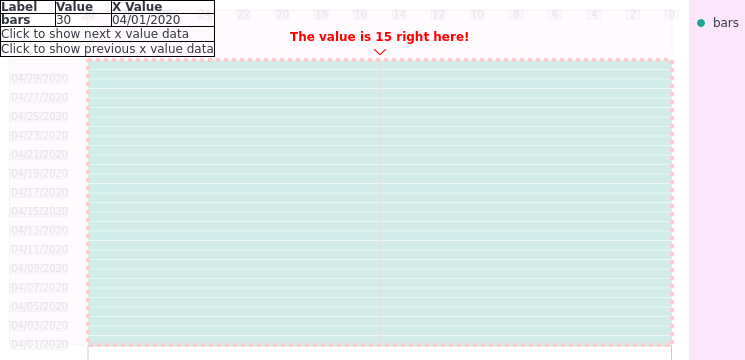 Label Value X Value
bars 30 04/01/2020
Click to show next x value data
Click to show previous x value data
24 22 20 18 16 14 12 10 8 6 4 2 0
bars
The value is 15 right here!
04/29/2020
04/27/2020
04/25/2020
04/23/2020
04/21/2020
04/19/2020
04/17/2020
04/15/2020
04/13/2020
04/11/2020
04/09/2020
04/07/2020
04/05/2020
04/03/2020
04/01/2020